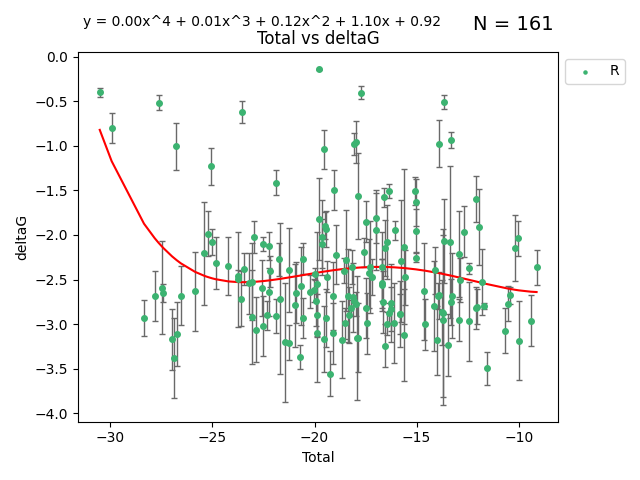 y = 0.00x^4 + 0.01x^3 + 0.12x^2 + 1.10x + 0.92
N = 161
Total vs deltaG
R
deltaG
0.0
−0.5
−1.0
−1.5
−2.0
−2.5
−3.0
−3.5
−4.0
−30
−25
−20
−15
−10
Total